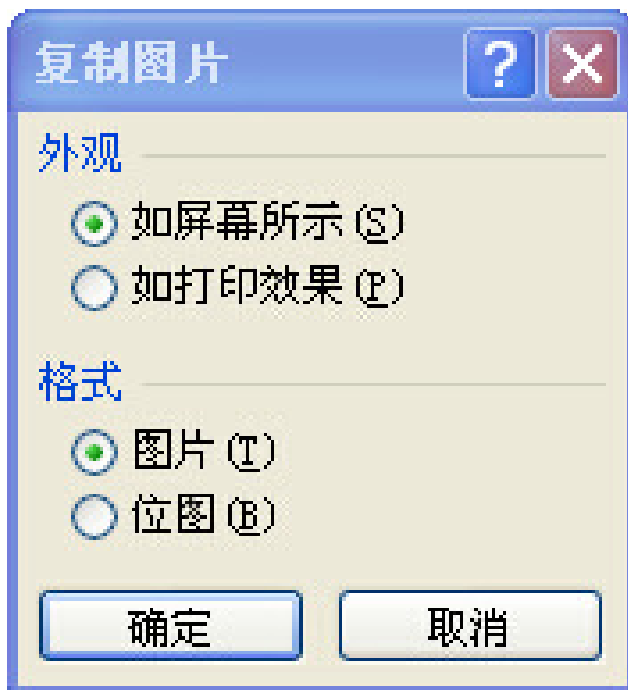 复制图片
外观
如屏幕所示(S)
如打印效果(P)
格式
图片(T)
位图(B)
确定 取消